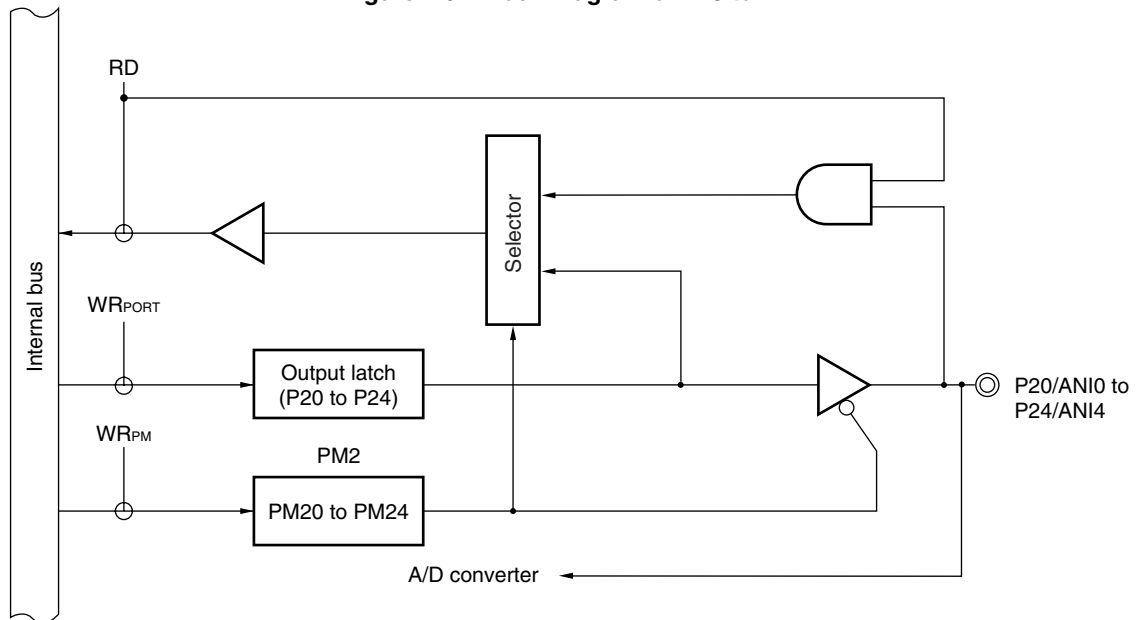 RD
Selector
Internal bus
WRPORT
Output latch
(P20 to P24)
P20/ANI0 to
P24/ANI4
WRPM
PM2
PM20 to PM24
A/D converter